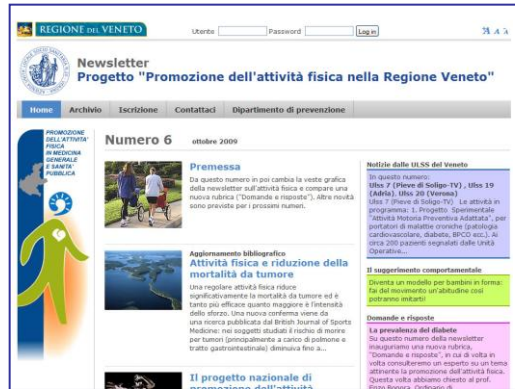 REGIONE DEL VENETO
Utente
Password
Log in
A A A
Newsletter
Progetto "Promozione dell'attività fisica nella Regione Veneto"
Home Archivio Iscrizione Contattaci Dipartimento di prevenzione
PROMOZIONE
DELL'ATTIVITA'
FISICA
IN MEDICINA
GENERALE
E SANITA'
PUBBLICA
Numero 6 ottobre 2009
Premessa
Da questo numero in poi cambia la veste grafica
della newsletter sull'attività fisica e compare una
nuova rubrica ("Domande e risposte"). Altre novità
sono previste per i prossimi numeri.
Aggiornamento bibliografico
Attività fisica e riduzione della
mortalità da tumore
Una regolare attività fisica riduce
significativamente la mortalità da tumore ed è
tanto più efficace quanto maggiore è l'intensità
dello sforzo. Una nuova conferma viene da
una ricerca pubblicata dal British Journal of Sports
Medicine: nei soggetti studiati il rischio di morire
per tumori (principalmente a carico di polmone e
tratto gastrointestinale) diminuiva fino a...
Il progetto nazionale di
promozione dell'attività
Notizie dalle ULSS del Veneto
In questo numero:
Ulss 7 (Pieve di Soligo-TV) , Ulss 19
(Adria). Ulss 20 (Verona)
Ulss 7 (Pieve di Soligo-TV) Le attività in
programma: 1. Progetto Sperimentale
"Attività Motoria Preventiva Adattata", per
portatori di malattie croniche (patologia
cardiovascolare, diabete, BPCO ecc.). Ai
circa 200 pazienti segnalati dalle Unità
Operative...
Il suggerimento comportamentale
Diventa un modello per bambini in forma:
fai del movimento un'abitudine così
potranno imitarti!
Domande e risposte
La prevalenza del diabete
Su questo numero della newsletter
inauguriamo una nuova rubrica,
"Domande e risposte", in cui di volta in
volta consulteremo un esperto su un tema
attinente la promozione dell'attività fisica.
Questa volta abbiamo chiesto al prof.
Enzo Bonora, Ordinario di